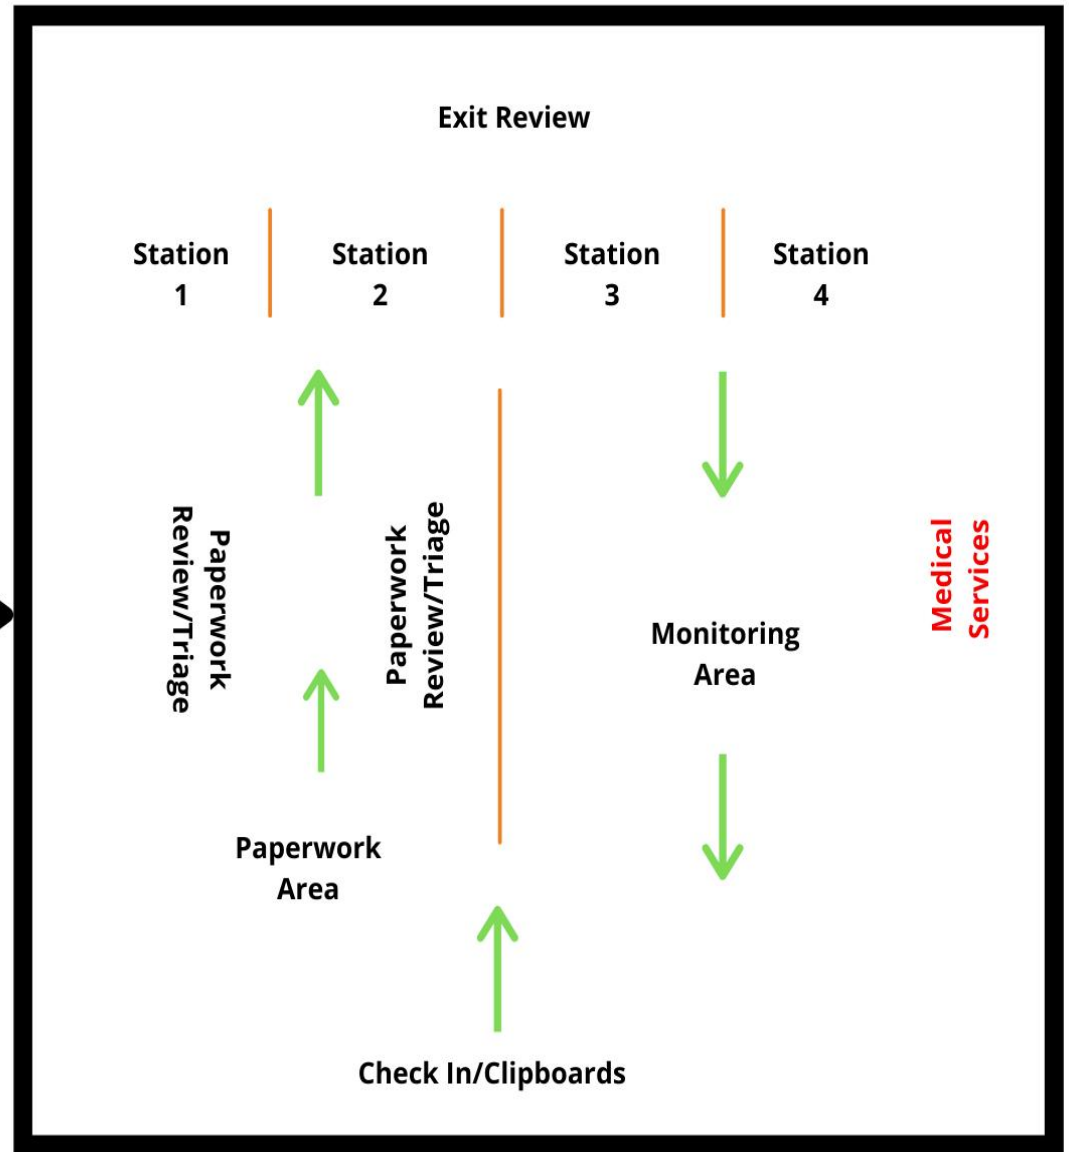 Exit Review
Station
1
Station
2
Station
3
Station
4
Paperwork
Review/Triage
Paperwork
Review/Triage
Monitoring
Area
Medical
Services
Paperwork
Area
Check In/Clipboards